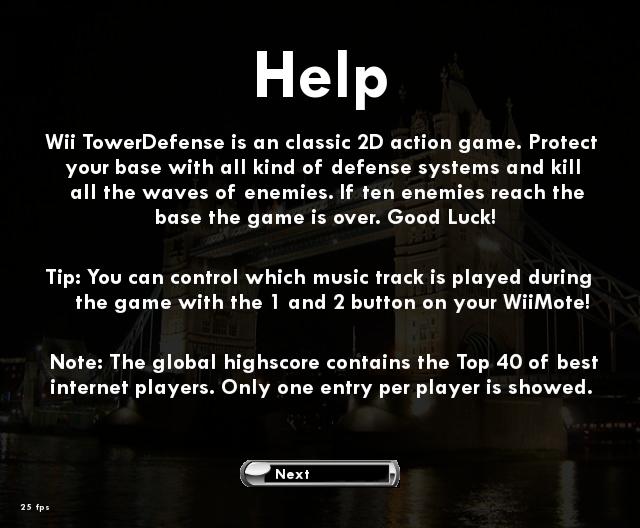 Help
Wii TowerDefense is an classic 2D action game. Protect
your base with all kind of defense systems and kill
all the waves of enemies. If ten enemies reach the
base the game is over. Good Luck!
Tip: You can control which music track is played during
the game with the 1 and 2 button on your WiiMote!
Note: The global highscore contains the Top 40 of best
internet players. Only one entry per player is showed.
Next
25 fps